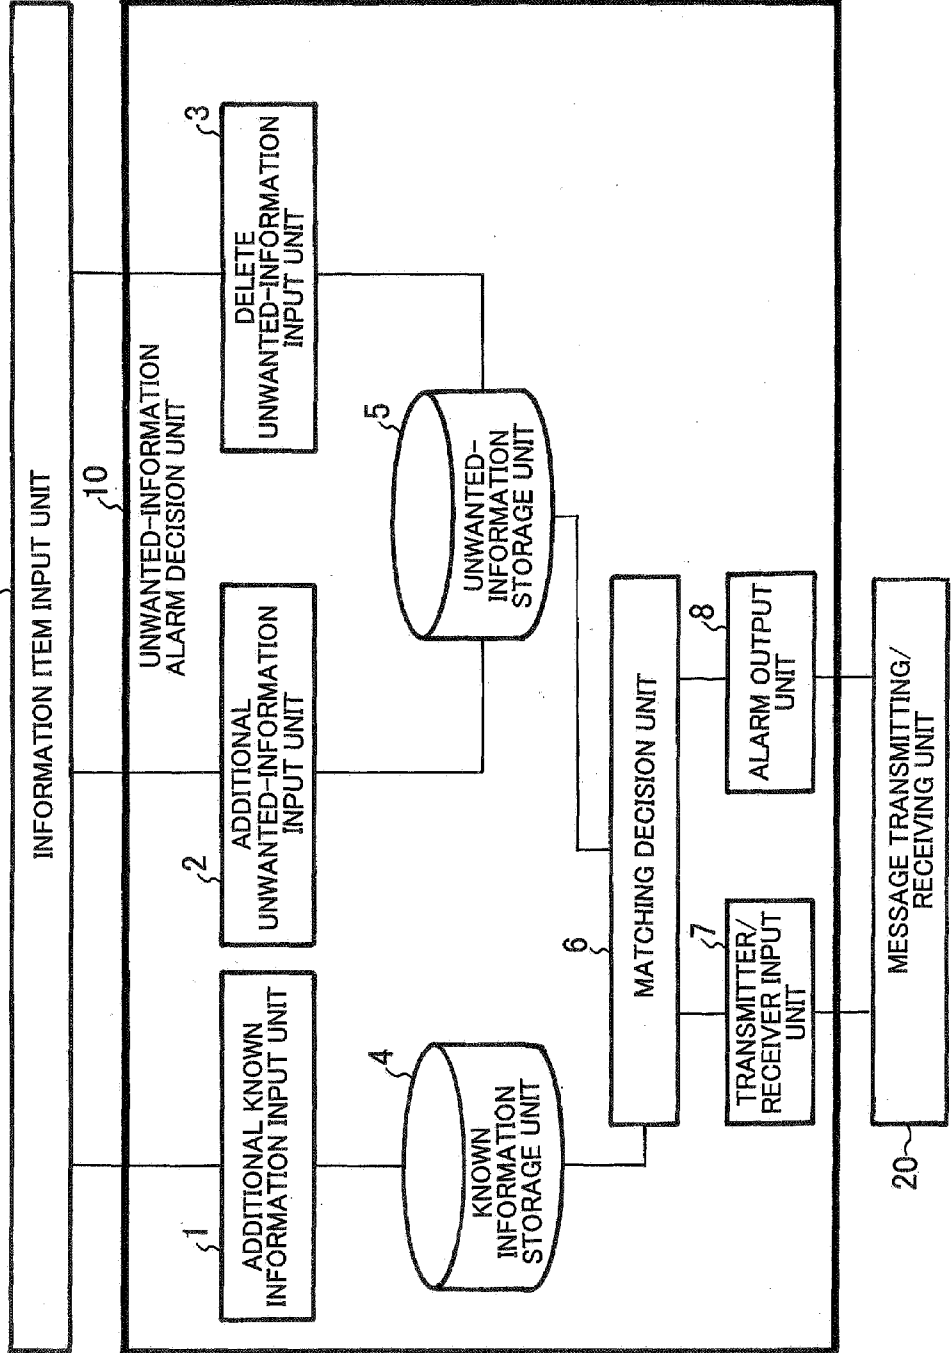 INFORMATION ITEM INPUT UNIT
10
UNWANTED-INFORMATION
ALARM DECISION UNIT
1
ADDITIONAL KNOWN
INFORMATION INPUT UNIT
2
ADDITIONAL
UNWANTED-INFORMATION
INPUT UNIT
3
DELETE
UNWANTED-INFORMATION
INPUT UNIT
4
KNOWN
INFORMATION
STORAGE UNIT
5
UNWANTED-
INFORMATION
STORAGE UNIT
6
MATCHING DECISION UNIT
7
TRANSMITTER/
RECEIVER INPUT
UNIT
8
ALARM OUTPUT
UNIT
20
MESSAGE TRANSMITTING/
RECEIVING UNIT